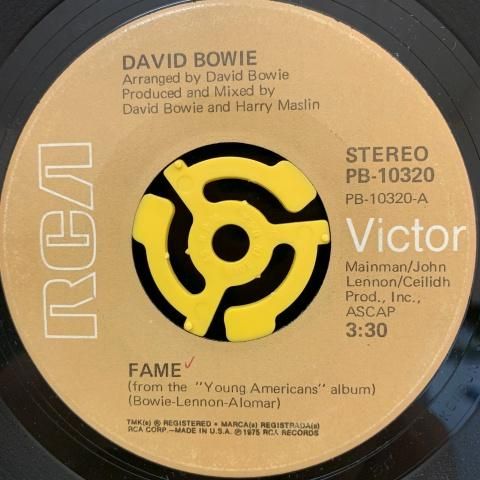 DAVID BOWIE
Arranged by David Bowie
Produced and Mixed by
David Bowie and Harry Maslin
RCA
STEREO
PB-10320
PB-10320-A
Victor
Mainman/John
Lennon/Ceilidh
Prod., Inc.,
ASCAP
3:30
FAME
(from the "Young Americans" album)
(Bowie-Lennon-Alomar)
TMK(s) ® REGISTERED • MARCA(s) REGISTRADA(s)
RCA CORP.—MADE IN U.S.A. ℗ 1975 RCA RECORDS